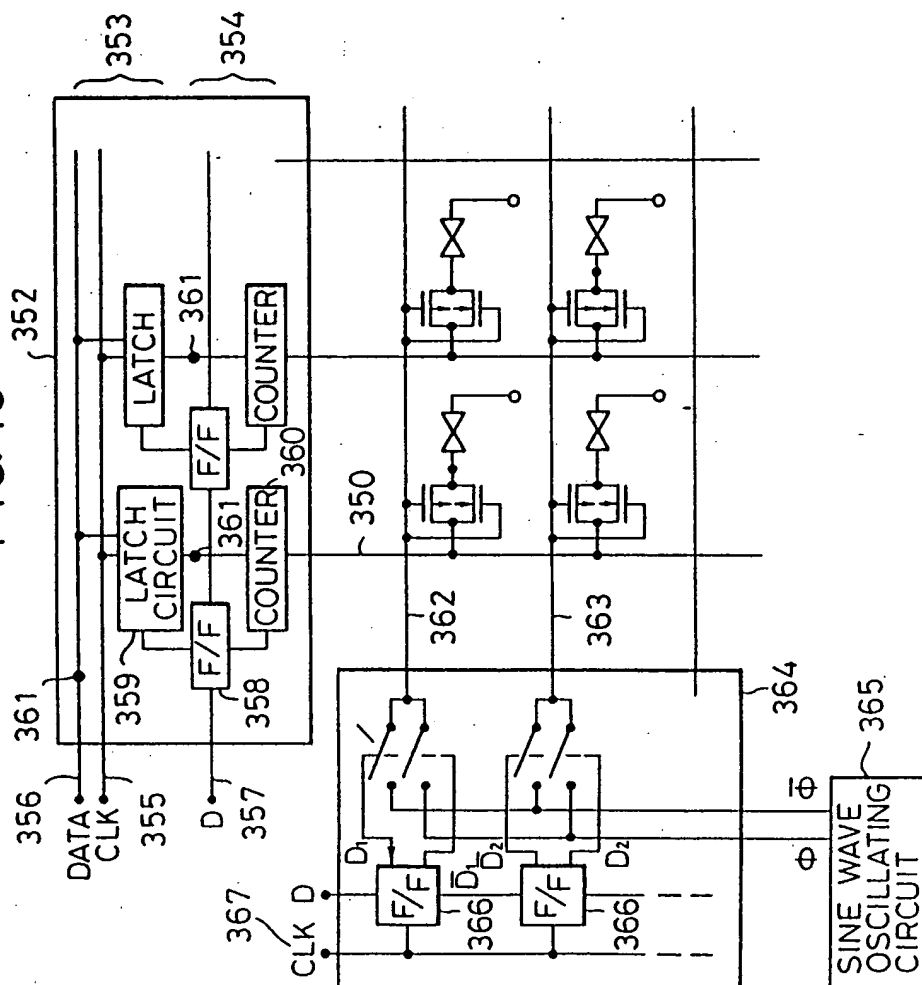 353
354
352
356
DATA
CLK
355
D
357
361
359
LATCH
CIRCUIT
LATCH
361
361
F/F
358
F/F
COUNTER
360
COUNTER
350
362
363
364
367
CLK
D
D1
F/F
D̅1
366
D̅2
F/F
D2
366
Φ
Φ̅
365
SINE WAVE
OSCILLATING
CIRCUIT